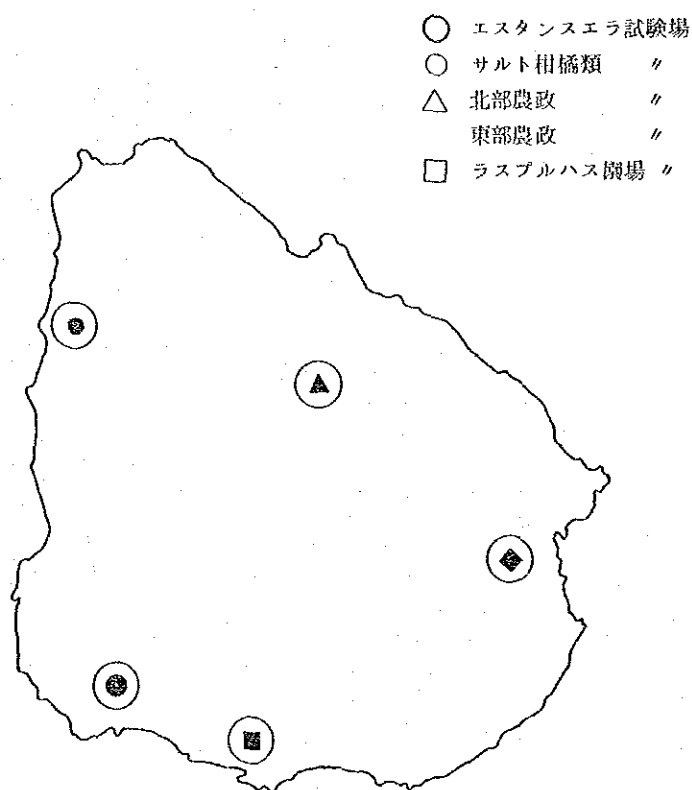 エスタンスエラ試験場
サルト柑橘類 〃
北部農政 〃
東部農政 〃
ラスブルハス園場 〃